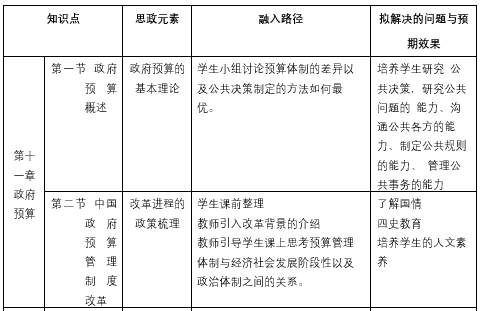 知识点
思政元素
融入路径
拟解决的问题与预
期效果
第十
一章
政府
预算
第一节 政府
预算
概述
政府预算的
基本理论
学生小组讨论预算体制的差异以
及公共决策制定的方法如何最
优。
培养学生研究 公
共决策，研究公共
问题的 能力、沟
通公共各方的能
力、制定公共规则
的能力、 管理公
共事务的能力
第二节 中国
政府
预算
管理
制度
改革
改革进程的
政策梳理
学生课前整理
教师引入改革背景的介绍
教师引导学生课上思考预算管理
体制与经济社会发展阶段性以及
政治体制之间的关系。
了解国情
四史教育
培养学生的人文素
养